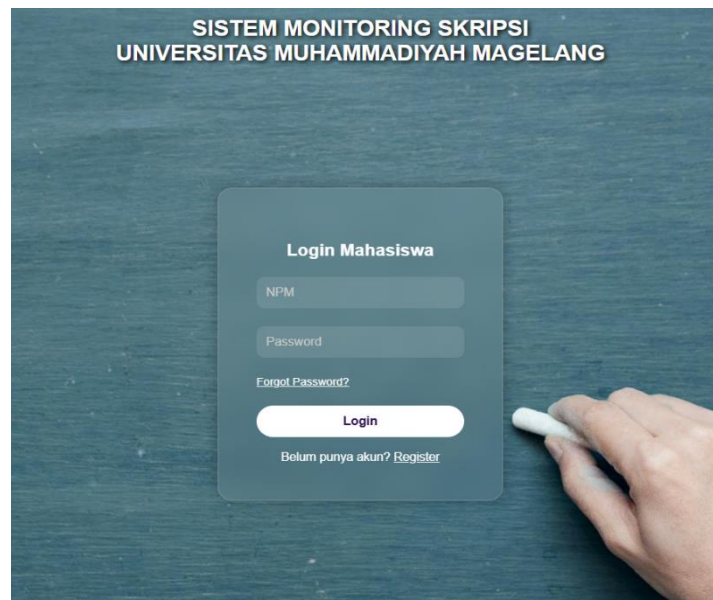 SISTEM MONITORING SKRIPSI
UNIVERSITAS MUHAMMADIYAH MAGELANG
Login Mahasiswa
NPM
Password
Forgot Password?
Login
Belum punya akun? Register